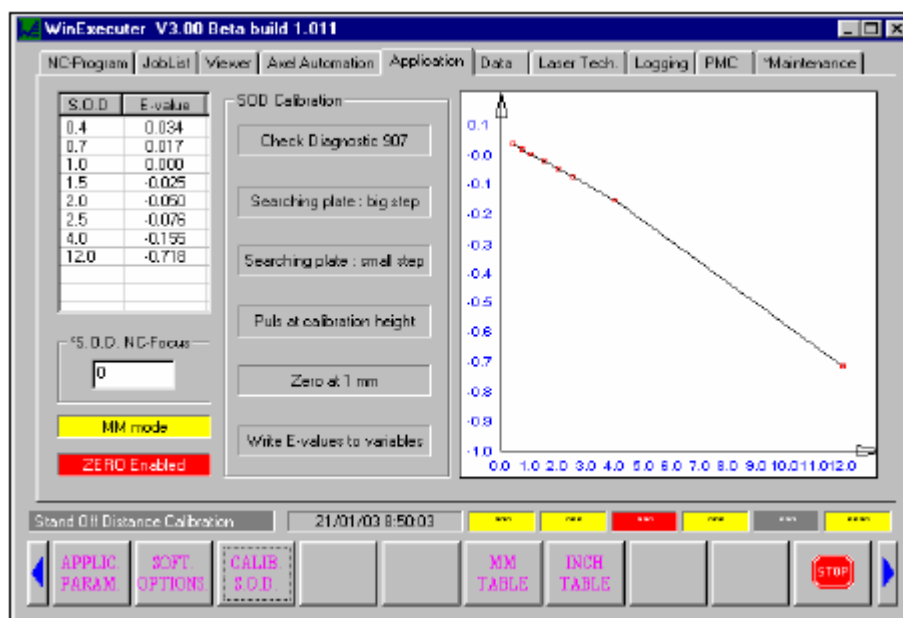 WinExecuter V3.00 Beta build 1.011
NC-Program JobList Viewer Axel Automation Application Data Laser Tech. Logging PMC *Maintenance
S.O.D E-value
0.4 0.034
0.7 0.017
1.0 0.000
1.5 -0.025
2.0 -0.050
2.5 -0.076
4.0 -0.155
12.0 -0.718
*S.O.D. NC-Focus
0
MM mode
ZERO Enabled
SOD Calibration
Check Diagnostic 907
Searching plate : big step
Searching plate : small step
Puls at calibration height
Zero at 1 mm
Write E-values to variables
0.1
-0.0
-0.1
-0.2
-0.3
-0.4
-0.5
-0.6
-0.7
-0.8
-0.9
-1.0
0.0 1.0 2.0 3.0 4.0 5.0 6.0 7.0 8.0 9.0 10.0 11.0 12.0
Stand Off Distance Calibration 21/01/03 8:50:03
APPLIC. PARAM.
SOFT. OPTIONS.
CALIB. S.O.D.
MM TABLE
INCH TABLE
STOP